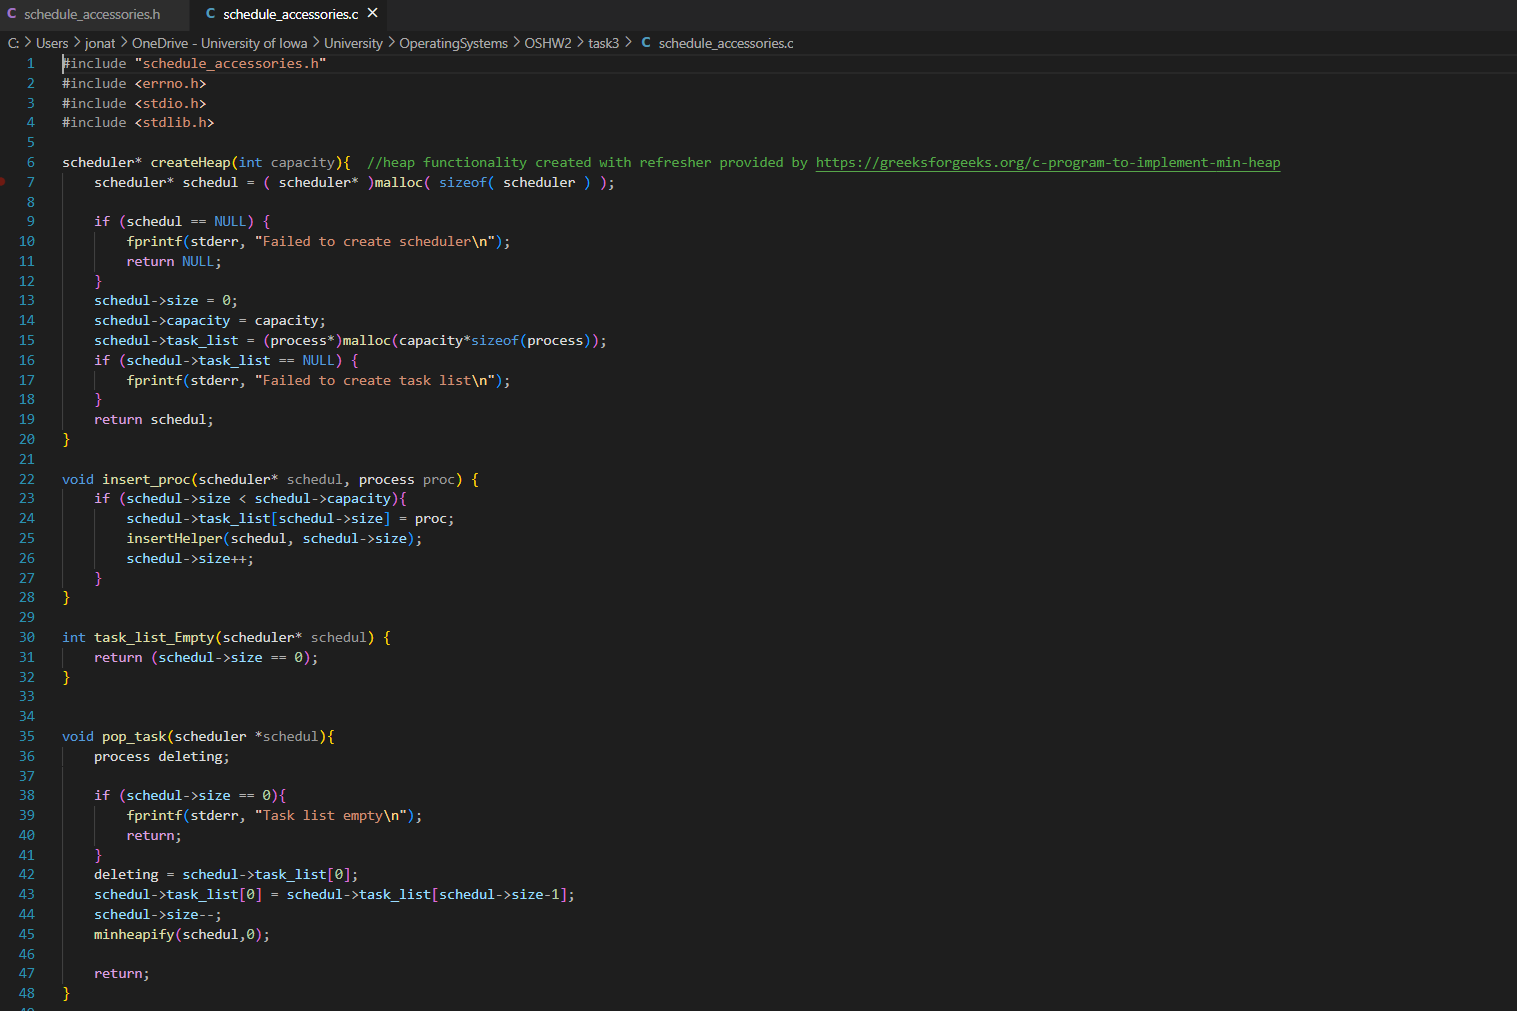 C schedule_accessories.h C schedule_accessories.c ✕
C: > Users > jonat > OneDrive - University of Iowa > University > OperatingSystems > OSHW2 > task3 > C schedule_accessories.c
1 #include "schedule_accessories.h"
2 #include <errno.h>
3 #include <stdio.h>
4 #include <stdlib.h>
5
6 scheduler* createHeap(int capacity){  //heap functionality created with refresher provided by https://greeksforgeeks.org/c-program-to-implement-min-heap
7     scheduler* schedul = ( scheduler* )malloc( sizeof( scheduler ) );
8
9     if (schedul == NULL) {
10         fprintf(stderr, "Failed to create scheduler\n");
11         return NULL;
12     }
13     schedul->size = 0;
14     schedul->capacity = capacity;
15     schedul->task_list = (process*)malloc(capacity*sizeof(process));
16     if (schedul->task_list == NULL) {
17         fprintf(stderr, "Failed to create task list\n");
18     }
19     return schedul;
20 }
21
22 void insert_proc(scheduler* schedul, process proc) {
23     if (schedul->size < schedul->capacity){
24         schedul->task_list[schedul->size] = proc;
25         insertHelper(schedul, schedul->size);
26         schedul->size++;
27     }
28 }
29
30 int task_list_Empty(scheduler* schedul) {
31     return (schedul->size == 0);
32 }
33
34
35 void pop_task(scheduler *schedul){
36     process deleting;
37
38     if (schedul->size == 0){
39         fprintf(stderr, "Task list empty\n");
40         return;
41     }
42     deleting = schedul->task_list[0];
43     schedul->task_list[0] = schedul->task_list[schedul->size-1];
44     schedul->size--;
45     minheapify(schedul,0);
46
47     return;
48 }